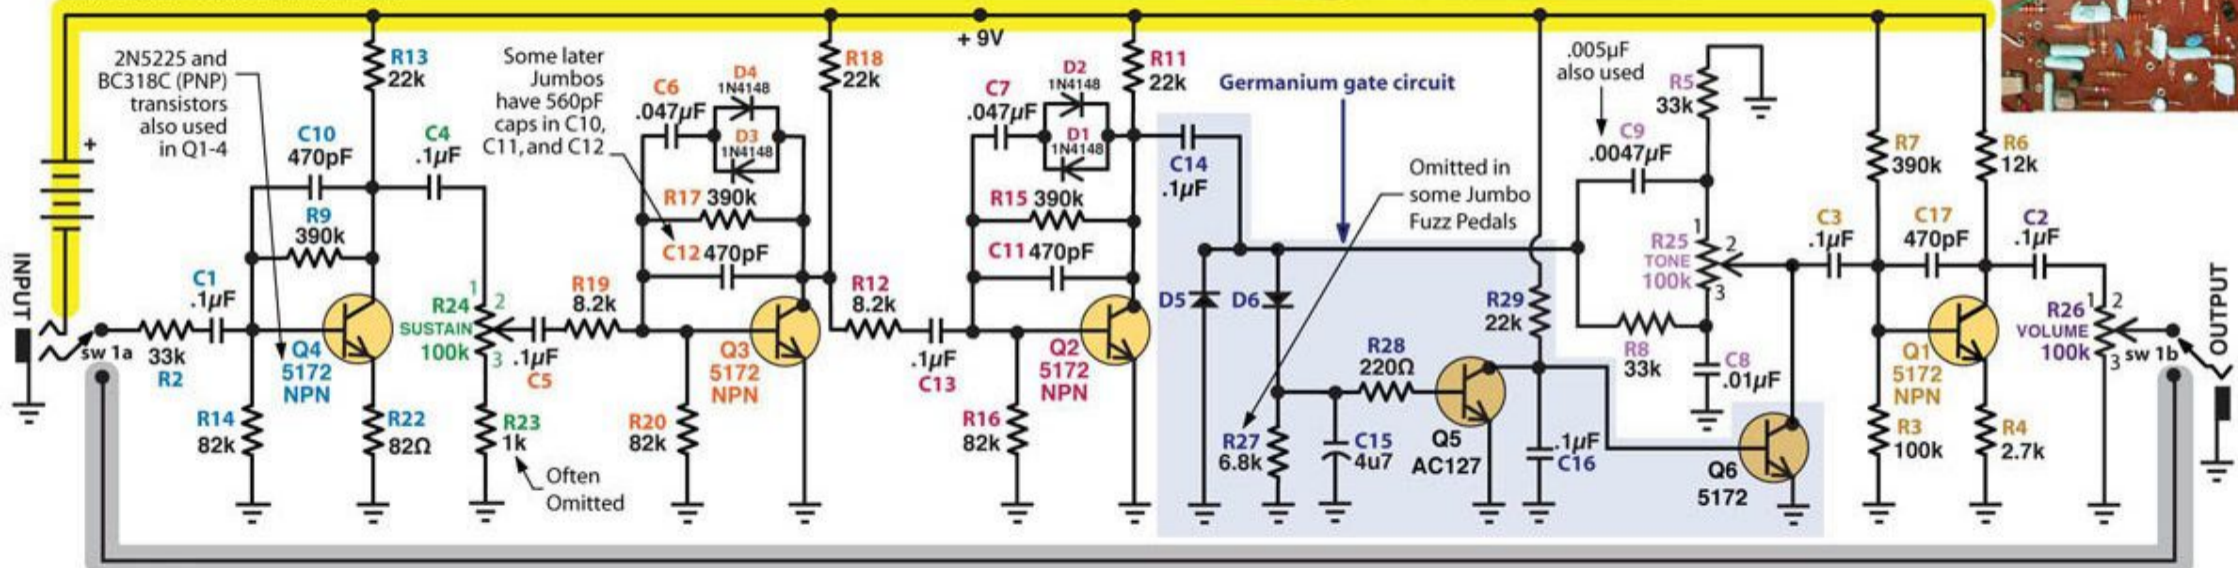 + 9V
2N5225 and
BC318C (PNP)
transistors
also used
in Q1-4
R13
22k
Some later
Jumbos
have 560pF
caps in C10,
C11, and C12
C6
.047µF
D4
1N4148
D3
1N4148
R18
22k
C7
.047µF
D2
1N4148
D1
1N4148
R11
22k
Germanium gate circuit
.005µF
also used
R5
33k
C10
470pF
C4
.1µF
R9
390k
R17 390k
C12 470pF
R15 390k
C11 470pF
C14
.1µF
Omitted in
some Jumbo
Fuzz Pedals
C9
.0047µF
R7
390k
R6
12k
+
INPUT
sw 1a
C1
.1µF
33k
R2
Q4
5172
NPN
R14
82k
R22
82Ω
1
2
3
R24
SUSTAIN
100k
R23
1k
Often
Omitted
.1µF
C5
R19
8.2k
Q3
5172
NPN
R20
82k
R12
8.2k
.1µF
C13
Q2
5172
NPN
R16
82k
D5
D6
R27
6.8k
C15
4u7
R28
220Ω
Q5
AC127
R29
22k
.1µF
C16
1
2
3
R25
TONE
100k
R8
33k
C8
.01µF
Q6
5172
C3
.1µF
C17
470pF
C2
.1µF
Q1
5172
NPN
R3
100k
R4
2.7k
1
2
3
R26
VOLUME
100k
sw 1b
OUTPUT